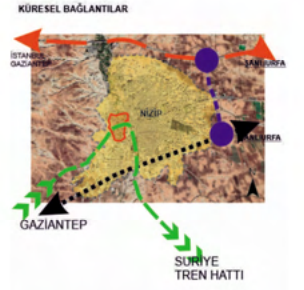 KÜRESEL BAĞLANTILAR
İSTANBUL
GAZİANTEP
ŞANLIURFA
NİZİP
ŞANLIURFA
GAZİANTEP
SURİYE
TREN HATTI